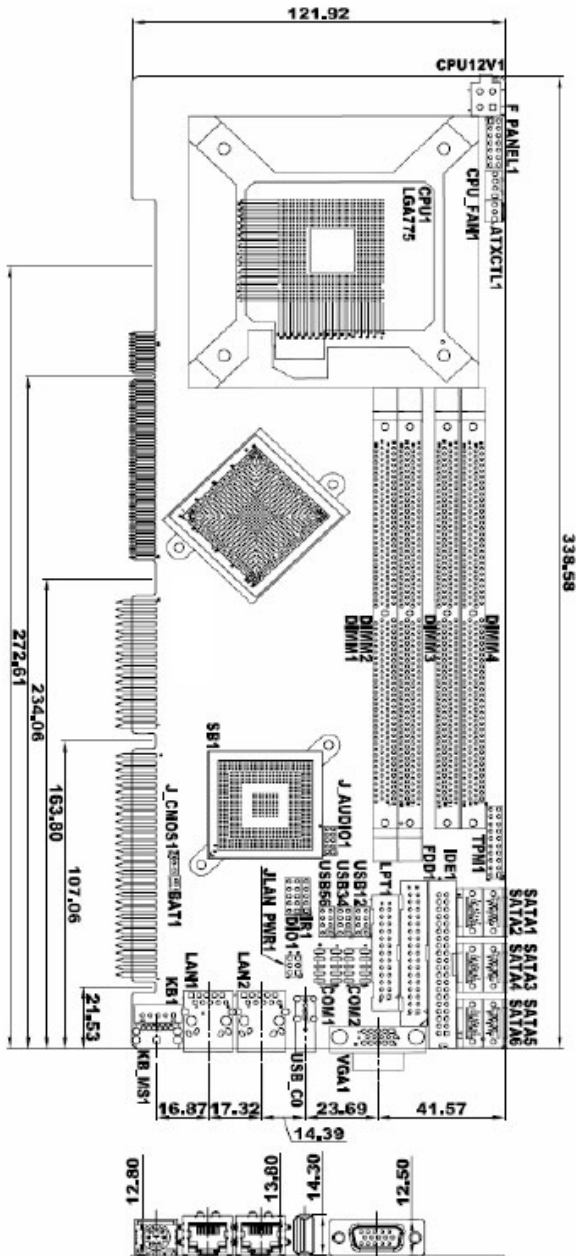 121.92
CPU12V1
F_PANEL1
CPU_FAN1
ATXCTL1
CPU1
LGA775
338.58
272.61
234.06
163.80
107.06
21.53
DIMM1
DIMM2
DIMM3
DIMM4
SB1
J_AUDIO1
J_CMOS1
BAT1
TPM1
IDE1
FDD1
LPT1
USB12
USB34
USB56
JLAN_PWR1
DIO1
SATA1
SATA2
SATA3
SATA4
SATA5
SATA6
COM1
COM2
KB1
LAN1
LAN2
KB_MS1
USB_C0
VGA1
16.87
17.32
14.39
23.69
41.57
12.80
13.80
14.30
12.50